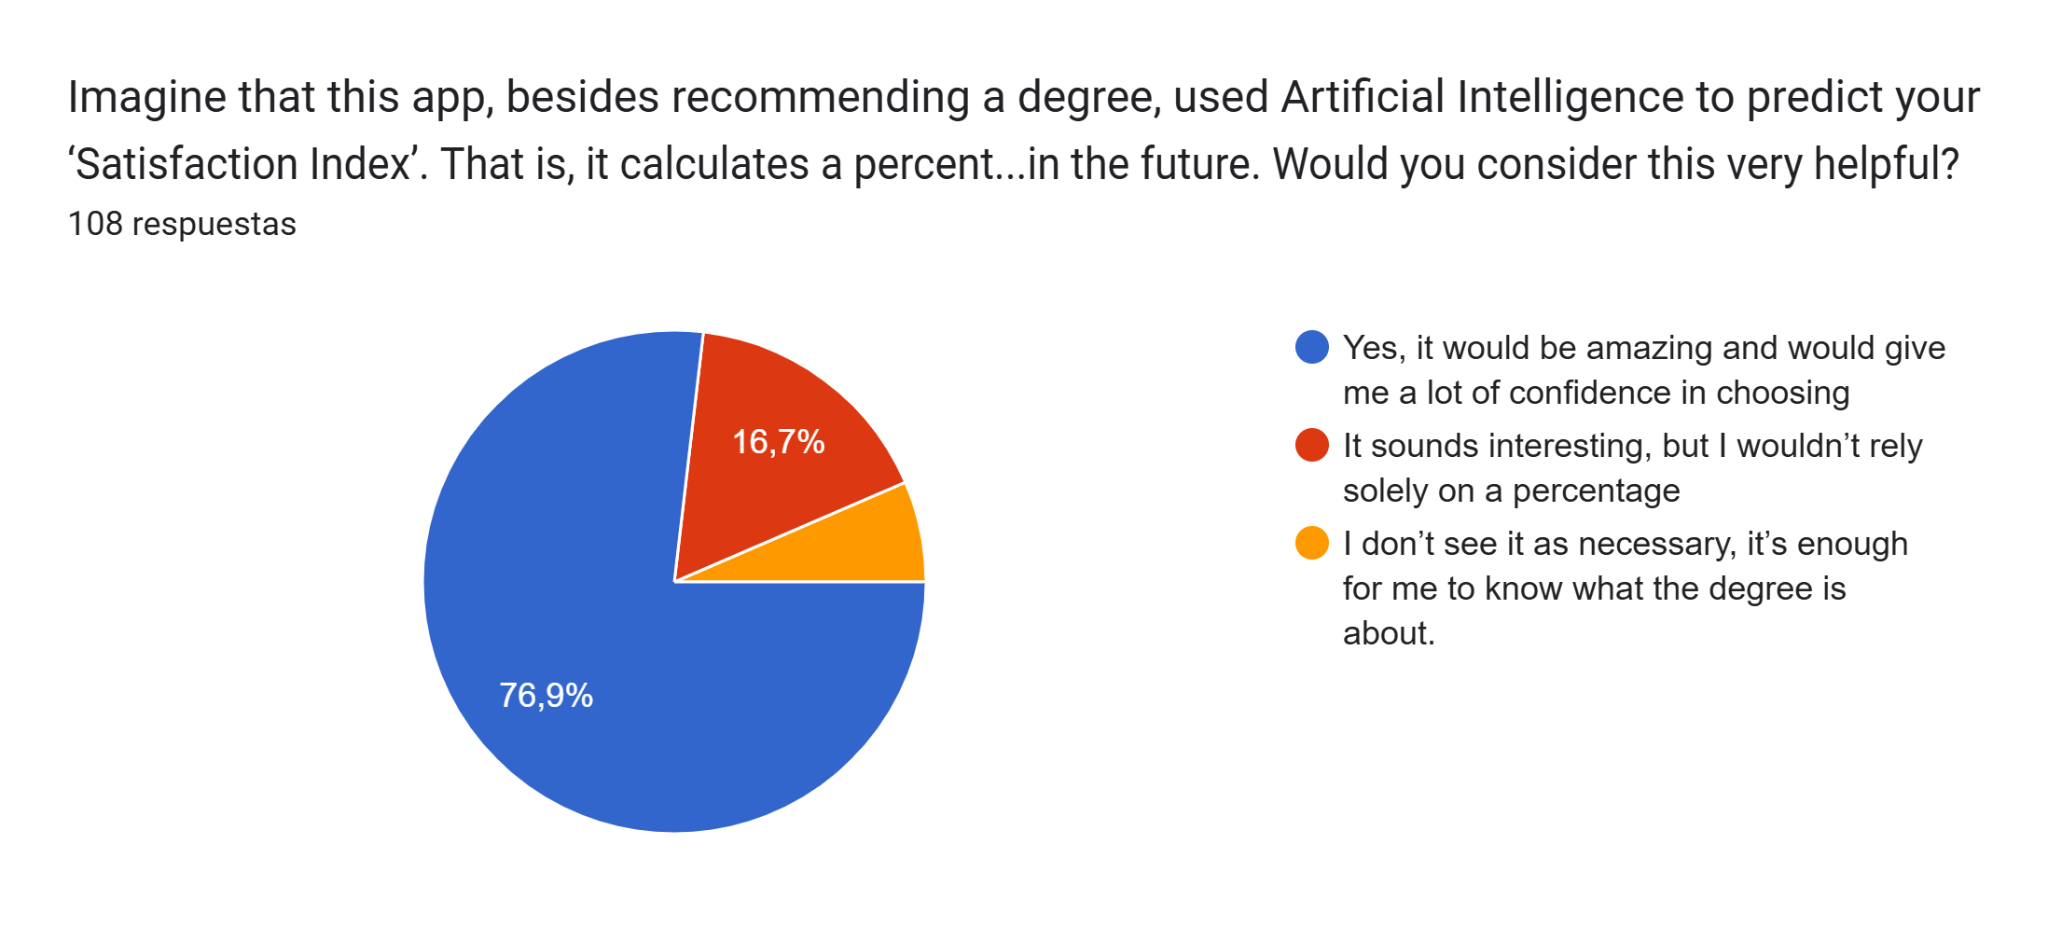 Imagine that this app, besides recommending a degree, used Artificial Intelligence to predict your
‘Satisfaction Index’. That is, it calculates a percent...in the future. Would you consider this very helpful?
108 respuestas
Yes, it would be amazing and would give
me a lot of confidence in choosing
It sounds interesting, but I wouldn’t rely
solely on a percentage
I don’t see it as necessary, it’s enough
for me to know what the degree is
about.
16,7%
76,9%